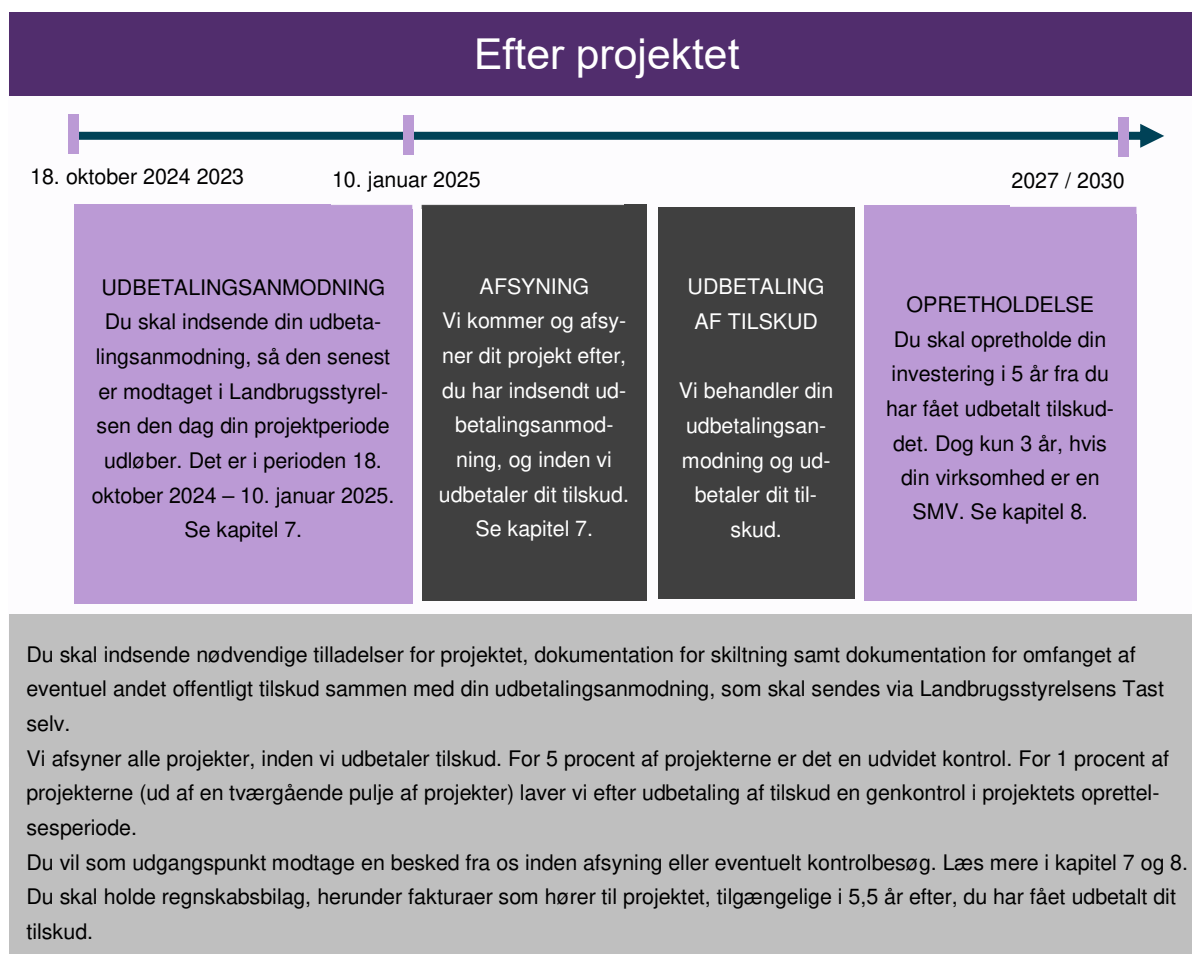 Efter projektet
18. oktober 2024 2023
10. januar 2025
2027 / 2030
UDBETALINGSANMODNING
Du skal indsende din udbeta-
lingsanmodning, så den senest
er modtaget i Landbrugsstyrel-
sen den dag din projektperiode
udløber. Det er i perioden 18.
oktober 2024 – 10. januar 2025.
Se kapitel 7.
AFSYNING
Vi kommer og afsy-
ner dit projekt efter,
du har indsendt ud-
betalingsanmod-
ning, og inden vi
udbetaler dit tilskud.
Se kapitel 7.
UDBETALING
AF TILSKUD
Vi behandler din
udbetalingsan-
modning og ud-
betaler dit til-
skud.
OPRETHOLDELSE
Du skal opretholde din
investering i 5 år fra du
har fået udbetalt tilskud-
det. Dog kun 3 år, hvis
din virksomhed er en
SMV. Se kapitel 8.
Du skal indsende nødvendige tilladelser for projektet, dokumentation for skiltning samt dokumentation for omfanget af
eventuel andet offentligt tilskud sammen med din udbetalingsanmodning, som skal sendes via Landbrugsstyrelsens Tast
selv.
Vi afsyner alle projekter, inden vi udbetaler tilskud. For 5 procent af projekterne er det en udvidet kontrol. For 1 procent af
projekterne (ud af en tværgående pulje af projekter) laver vi efter udbetaling af tilskud en genkontrol i projektets oprettel-
sesperiode.
Du vil som udgangspunkt modtage en besked fra os inden afsyning eller eventuelt kontrolbesøg. Læs mere i kapitel 7 og 8.
Du skal holde regnskabsbilag, herunder fakturaer som hører til projektet, tilgængelige i 5,5 år efter, du har fået udbetalt dit
tilskud.